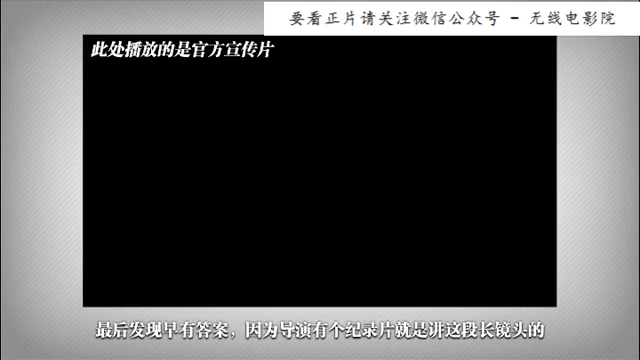 要看正片请关注微信公众号 - 无线电影院
此处播放的是官方宣传片
最后发现早有答案，因为导演有个纪录片就是讲这段长镜头的